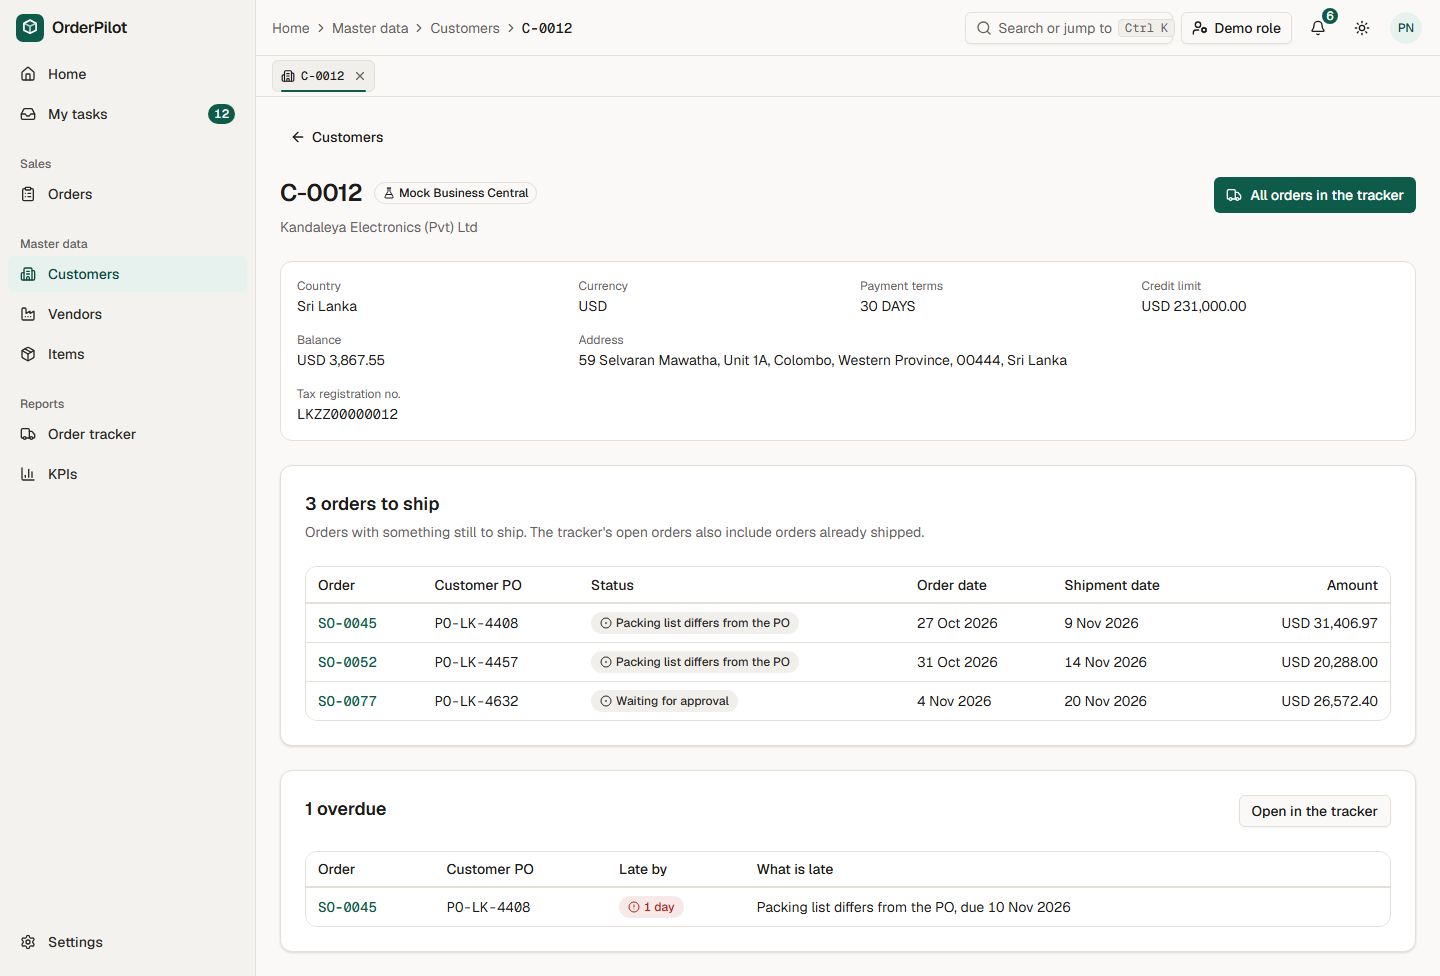 OrderPilot
Home
My tasks 12
Sales
Orders
Master data
Customers
Vendors
Items
Reports
Order tracker
KPIs
Settings
Home > Master data > Customers > C-0012
Search or jump to Ctrl K
Demo role
6
PN
C-0012
Customers
C-0012 Mock Business Central
Kandaleya Electronics (Pvt) Ltd
All orders in the tracker
Country Currency Payment terms Credit limit
Sri Lanka USD 30 DAYS USD 231,000.00
Balance Address
USD 3,867.55 59 Selvaran Mawatha, Unit 1A, Colombo, Western Province, 00444, Sri Lanka
Tax registration no.
LKZZ00000012
3 orders to ship
Orders with something still to ship. The tracker's open orders also include orders already shipped.
Order Customer PO Status Order date Shipment date Amount
SO-0045 PO-LK-4408 Packing list differs from the PO 27 Oct 2026 9 Nov 2026 USD 31,406.97
SO-0052 PO-LK-4457 Packing list differs from the PO 31 Oct 2026 14 Nov 2026 USD 20,288.00
SO-0077 PO-LK-4632 Waiting for approval 4 Nov 2026 20 Nov 2026 USD 26,572.40
1 overdue
Open in the tracker
Order Customer PO Late by What is late
SO-0045 PO-LK-4408 1 day Packing list differs from the PO, due 10 Nov 2026